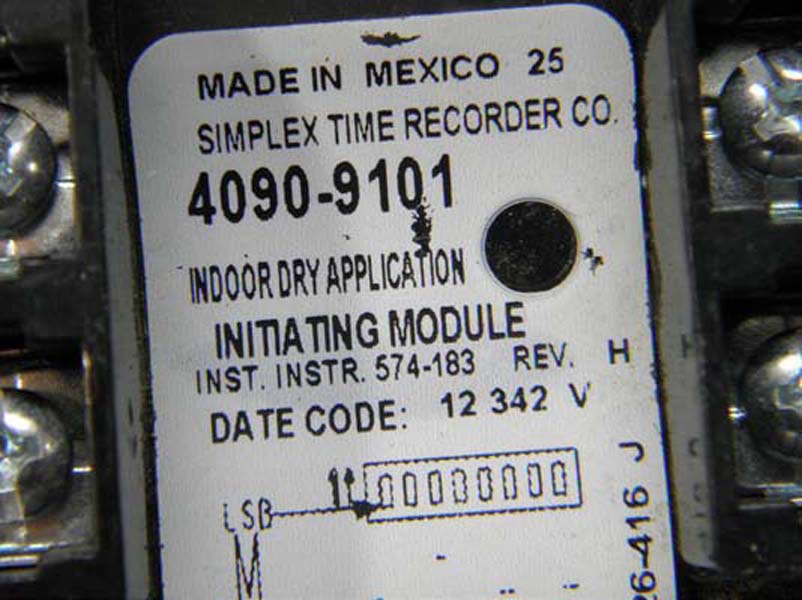 MADE IN MEXICO 25
SIMPLEX TIME RECORDER CO.
4090-9101
INDOOR DRY APPLICATION
INITIATING MODULE
INST. INSTR. 574-183 REV. H
DATE CODE: 12 342 V
LSB
M
26-416 J